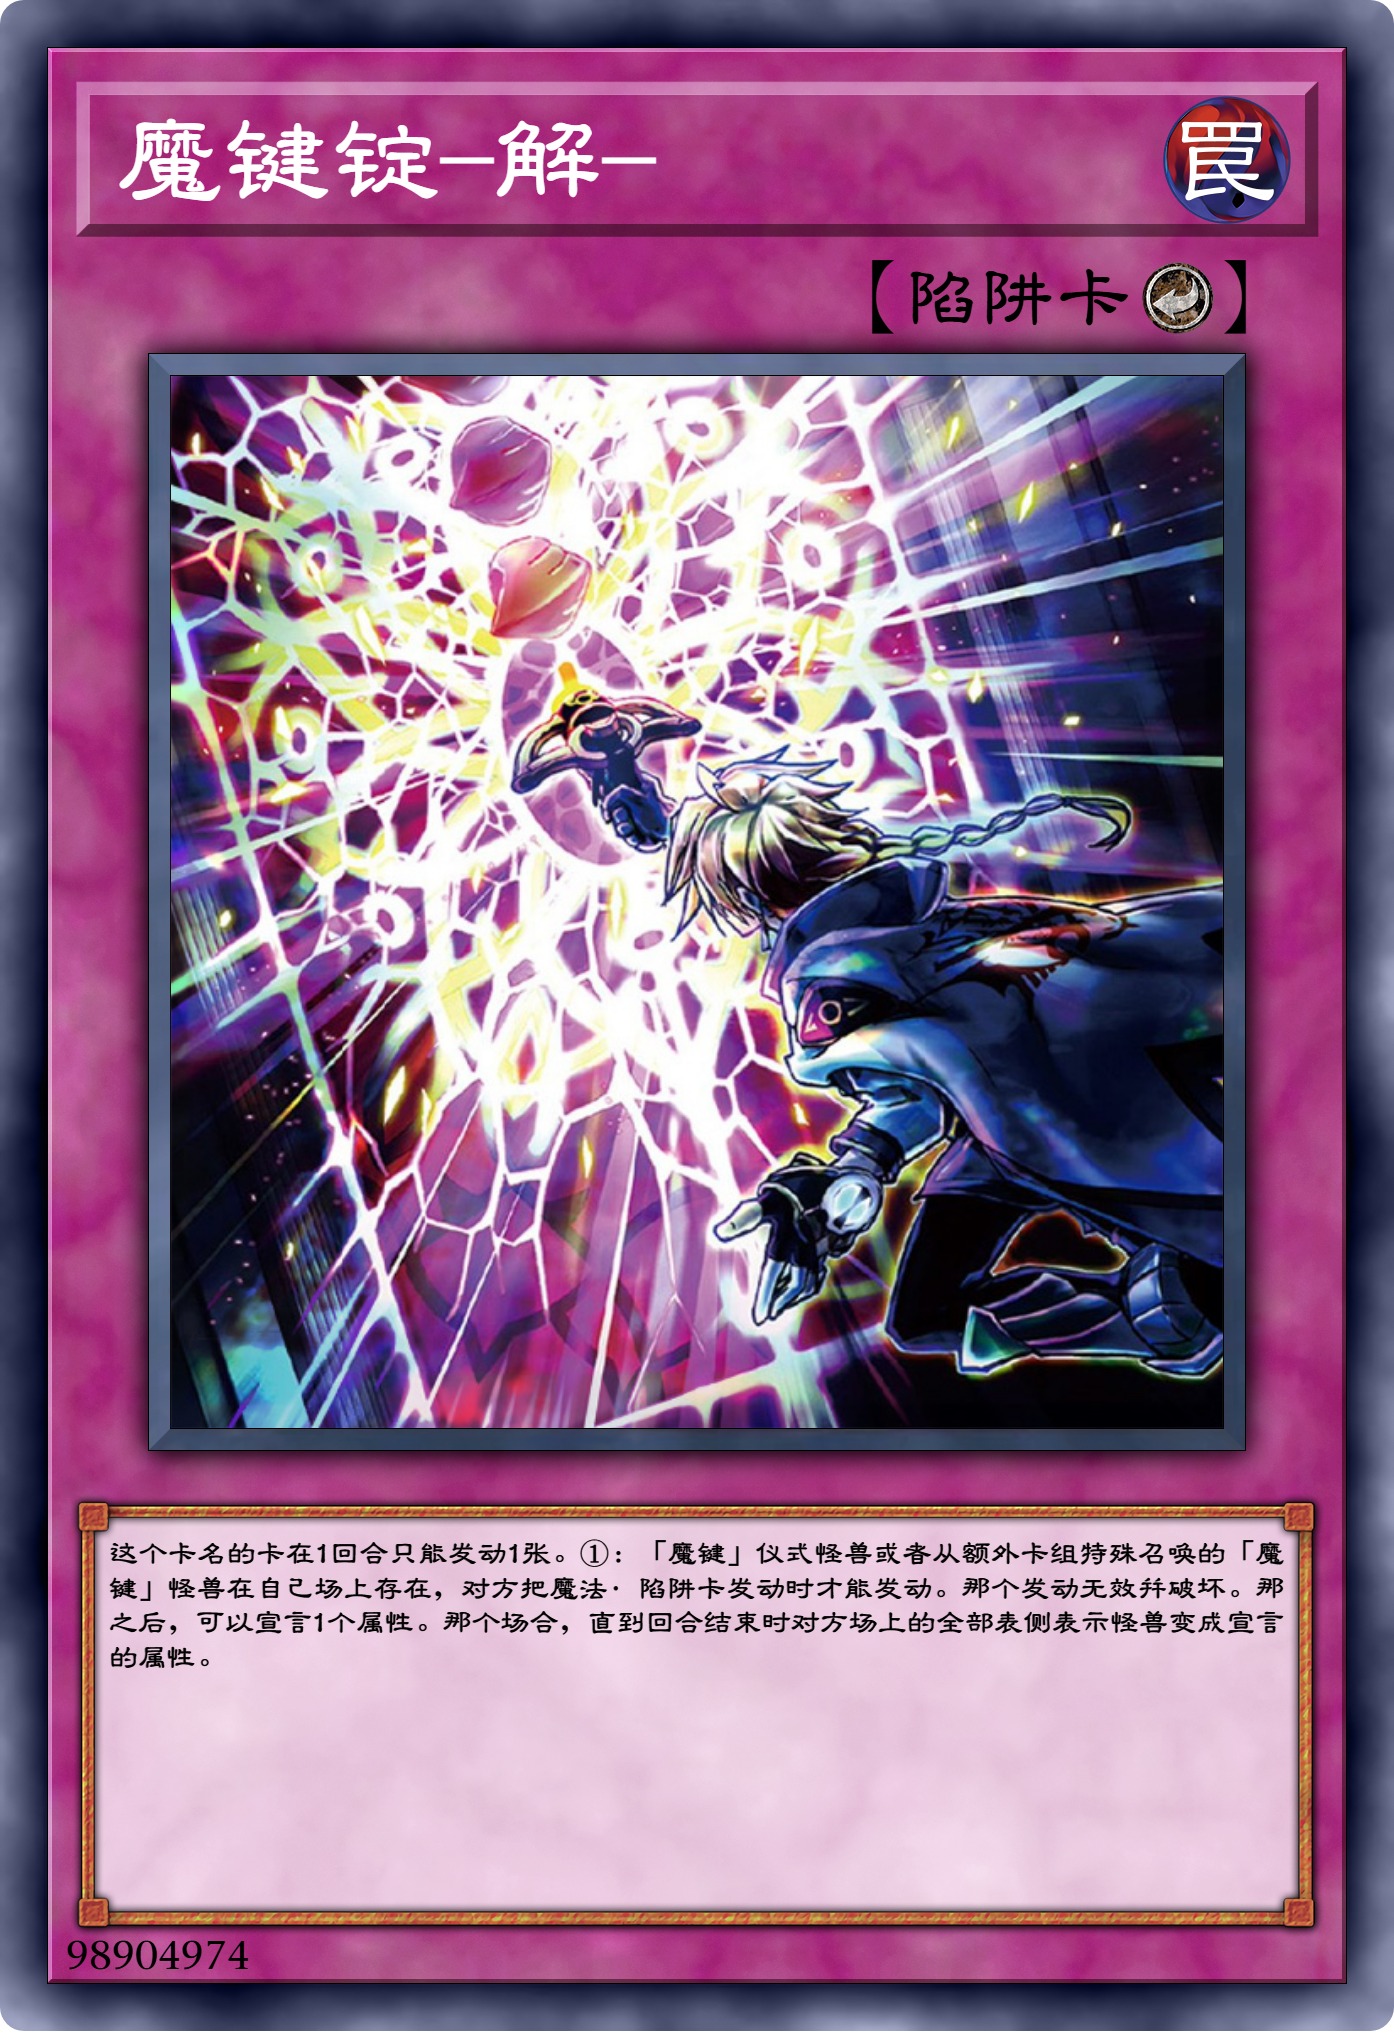 魔键锭-解-
罠
【陷阱卡】
这个卡名的卡在1回合只能发动1张。①：「魔键」仪式怪兽或者从额外卡组特殊召唤的「魔
键」怪兽在自己场上存在，对方把魔法·陷阱卡发动时才能发动。那个发动无效并破坏。那
之后，可以宣言1个属性。那个场合，直到回合结束时对方场上的全部表侧表示怪兽变成宣言
的属性。
98904974